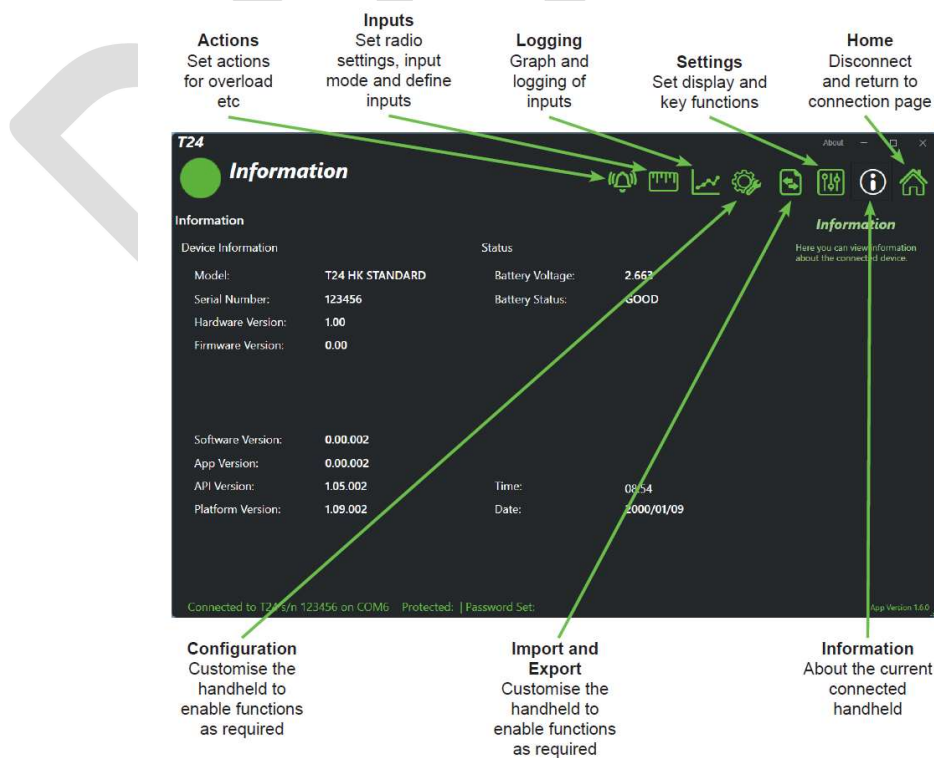 Actions
Set actions
for overload
etc
Inputs
Set radio
settings, input
mode and define
inputs
Logging
Graph and
logging of
inputs
Settings
Set display and
key functions
Home
Disconnect
and return to
connection page
T24
About
Information
Information
Device Information
Model: T24 HK STANDARD
Serial Number: 123456
Hardware Version: 1.00
Firmware Version: 0.00
Software Version: 0.00.002
App Version: 0.00.002
API Version: 1.05.002
Platform Version: 1.09.002
Status
Battery Voltage: 2.663
Battery Status: GOOD
Time: 08:54
Date: 2000/01/09
Information
Here you can view information
about the connected device.
Connected to T24 s/n 123456 on COM6 Protected: | Password Set:
App Version 1.6.0
Configuration
Customise the
handheld to
enable functions
as required
Import and
Export
Customise the
handheld to
enable functions
as required
Information
About the current
connected
handheld